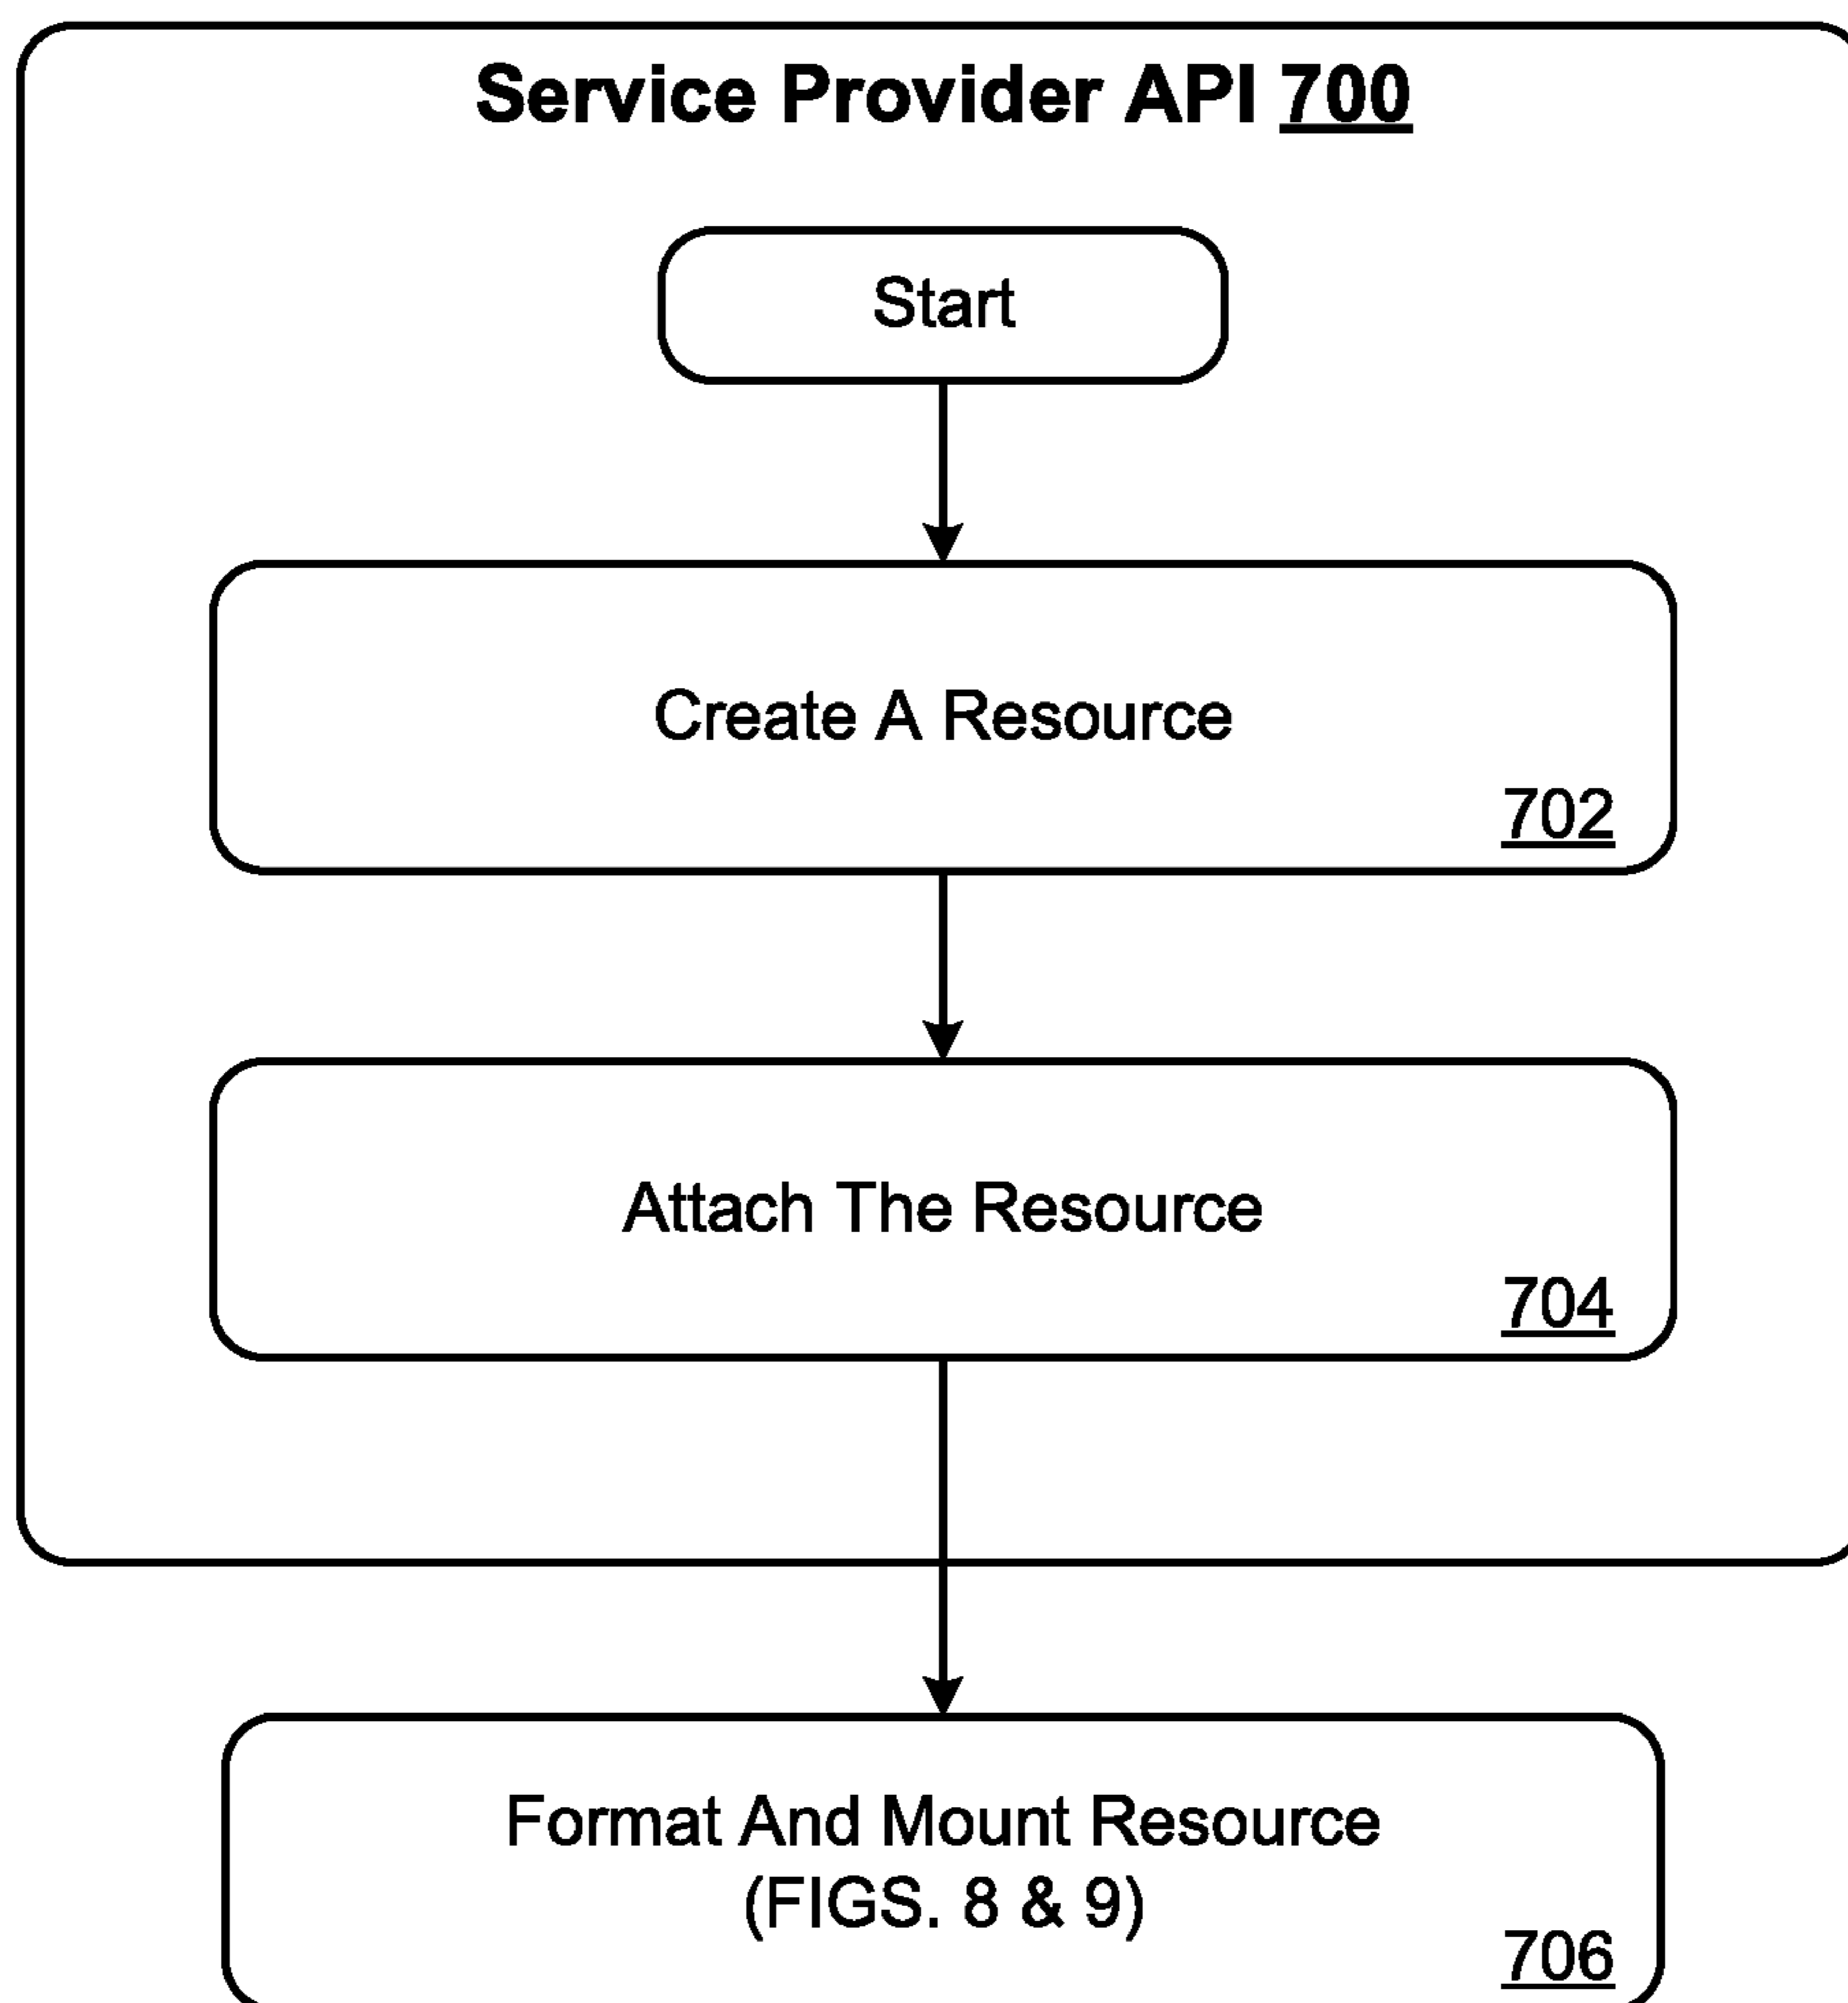 Service Provider API 700
Start
Create A Resource
702
Attach The Resource
704
Format And Mount Resource
(FIGS. 8 & 9)
706